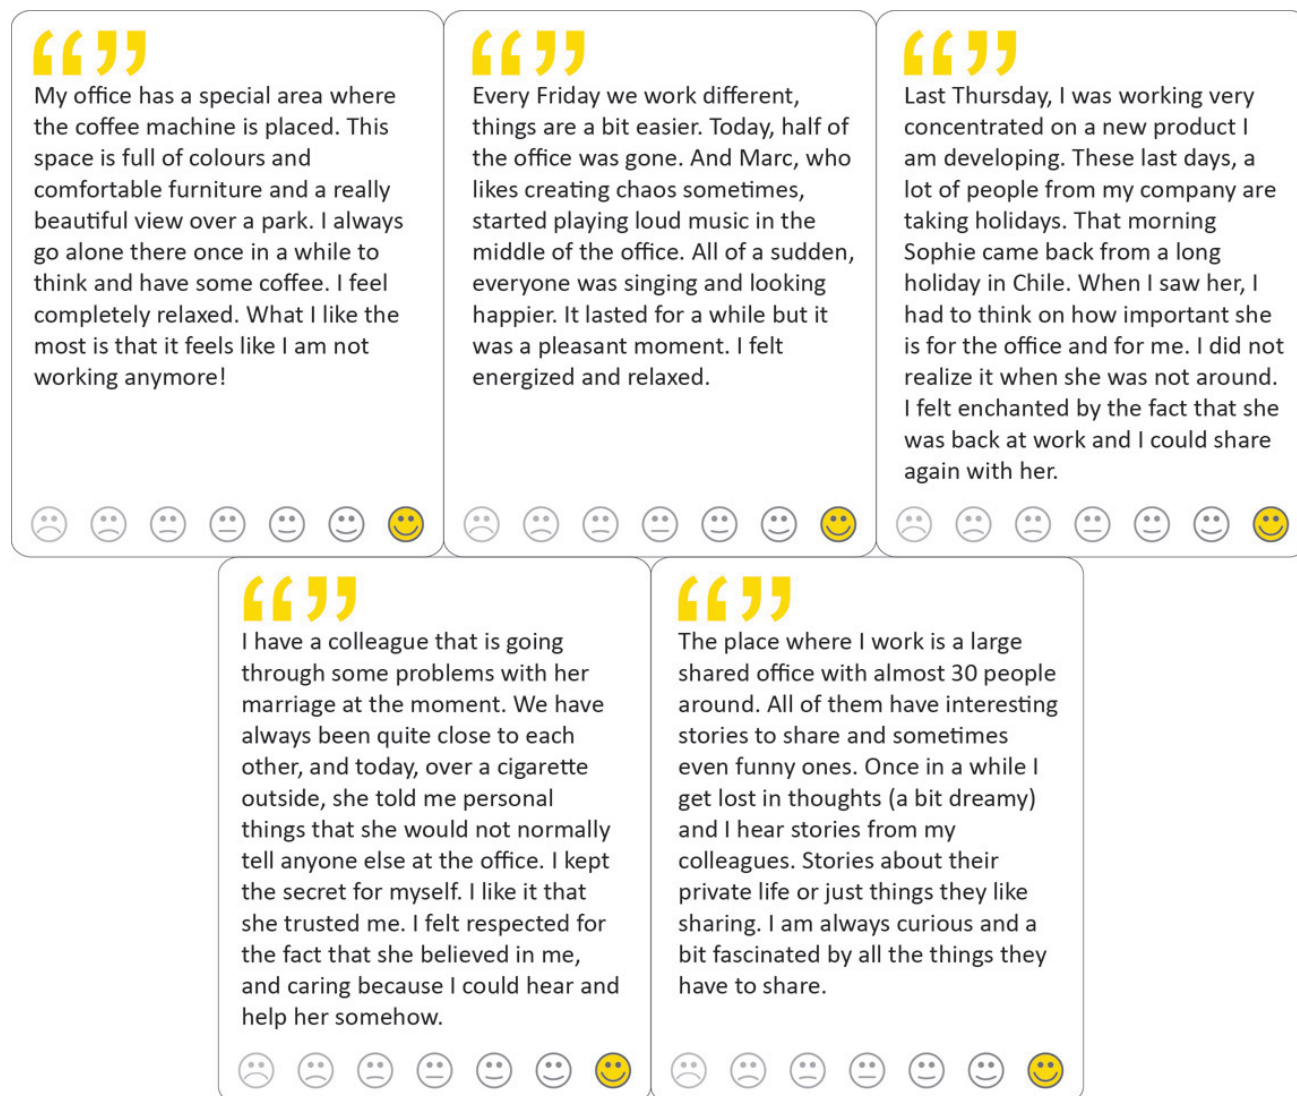 “ ”
My office has a special area where
the coffee machine is placed. This
space is full of colours and
comfortable furniture and a really
beautiful view over a park. I always
go alone there once in a while to
think and have some coffee. I feel
completely relaxed. What I like the
most is that it feels like I am not
working anymore!
“ ”
Every Friday we work different,
things are a bit easier. Today, half of
the office was gone. And Marc, who
likes creating chaos sometimes,
started playing loud music in the
middle of the office. All of a sudden,
everyone was singing and looking
happier. It lasted for a while but it
was a pleasant moment. I felt
energized and relaxed.
“ ”
Last Thursday, I was working very
concentrated on a new product I
am developing. These last days, a
lot of people from my company are
taking holidays. That morning
Sophie came back from a long
holiday in Chile. When I saw her, I
had to think on how important she
is for the office and for me. I did not
realize it when she was not around.
I felt enchanted by the fact that she
was back at work and I could share
again with her.
“ ”
I have a colleague that is going
through some problems with her
marriage at the moment. We have
always been quite close to each
other, and today, over a cigarette
outside, she told me personal
things that she would not normally
tell anyone else at the office. I kept
the secret for myself. I like it that
she trusted me. I felt respected for
the fact that she believed in me,
and caring because I could hear and
help her somehow.
“ ”
The place where I work is a large
shared office with almost 30 people
around. All of them have interesting
stories to share and sometimes
even funny ones. Once in a while I
get lost in thoughts (a bit dreamy)
and I hear stories from my
colleagues. Stories about their
private life or just things they like
sharing. I am always curious and a
bit fascinated by all the things they
have to share.